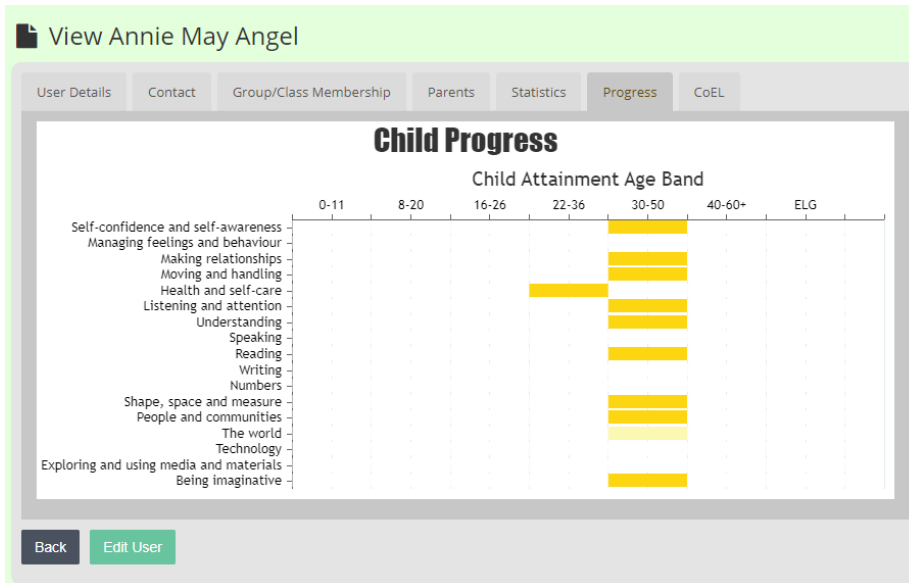 View Annie May Angel
User Details Contact Group/Class Membership Parents Statistics Progress CoEL
Child Progress
Child Attainment Age Band
0-11 8-20 16-26 22-36 30-50 40-60+ ELG
Self-confidence and self-awareness
Managing feelings and behaviour
Making relationships
Moving and handling
Health and self-care
Listening and attention
Understanding
Speaking
Reading
Writing
Numbers
Shape, space and measure
People and communities
The world
Technology
Exploring and using media and materials
Being imaginative
Back Edit User